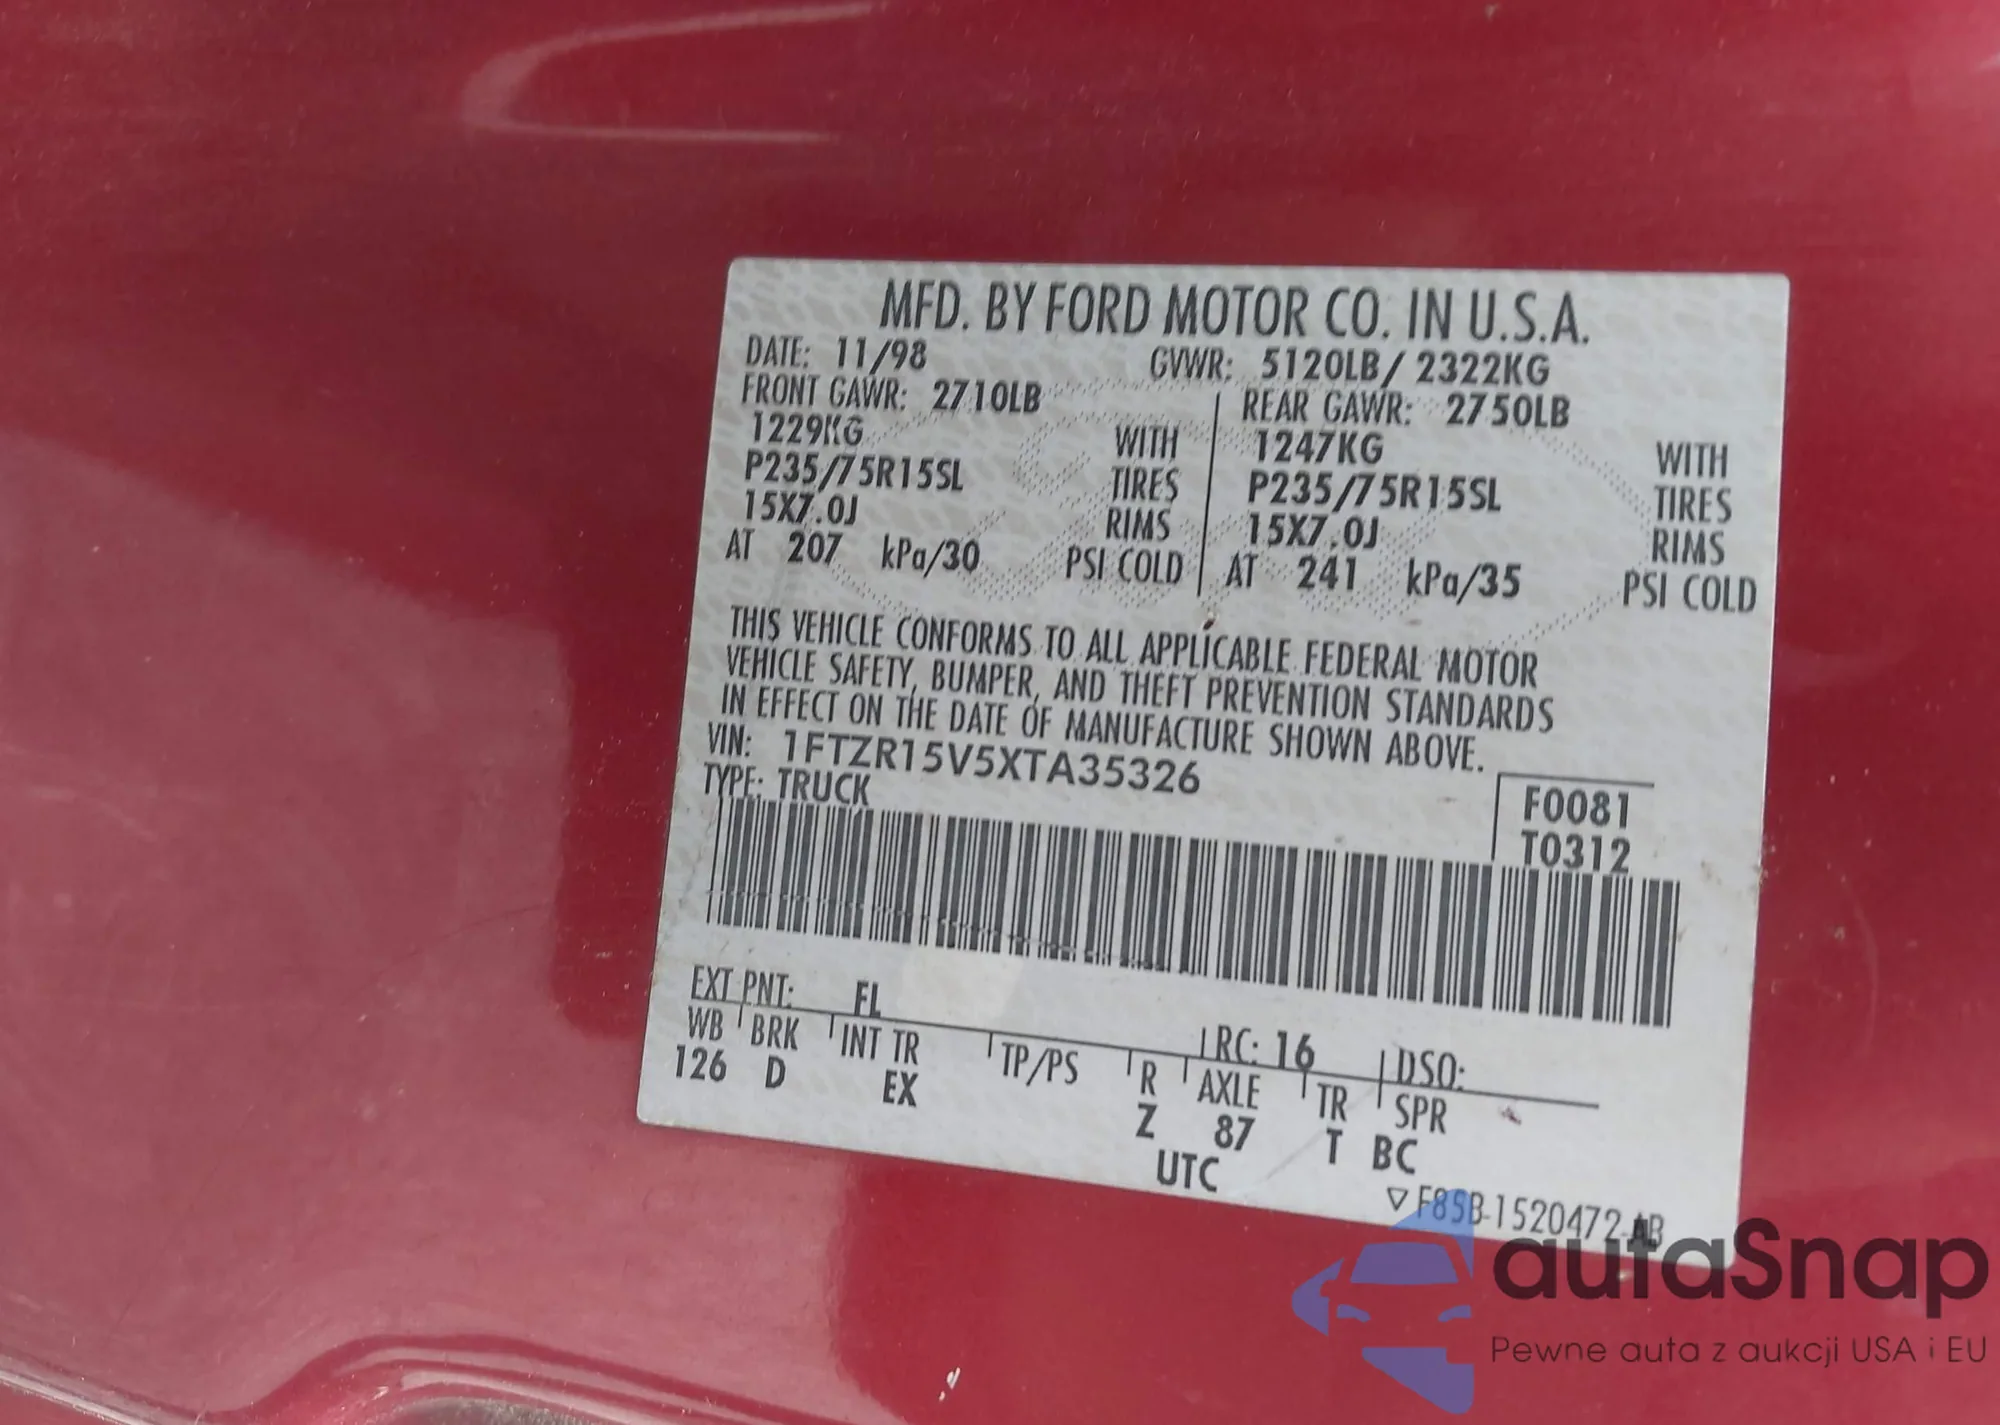 MFD. BY FORD MOTOR CO. IN U.S.A.
DATE: 11/98 GVWR: 5120LB/ 2322KG
FRONT GAWR: 2710LB REAR GAWR: 2750LB
1229KG WITH 1247KG WITH
P235/75R15SL TIRES P235/75R15SL TIRES
15X7.0J RIMS 15X7.0J RIMS
AT 207 kPa/30 PSI COLD AT 241 kPa/35 PSI COLD
THIS VEHICLE CONFORMS TO ALL APPLICABLE FEDERAL MOTOR
VEHICLE SAFETY, BUMPER, AND THEFT PREVENTION STANDARDS
IN EFFECT ON THE DATE OF MANUFACTURE SHOWN ABOVE.
VIN: 1FTZR15V5XTA35326
TYPE: TRUCK
F0081
T0312
EXT PNT: FL RC: 16 DSO:
WB BRK INT TR TP/PS R AXLE TR SPR
126 D EX Z 87 T BC
UTC
▽ F85B-1520472-AB
autaSnap
Pewne auta z aukcji USA i EU